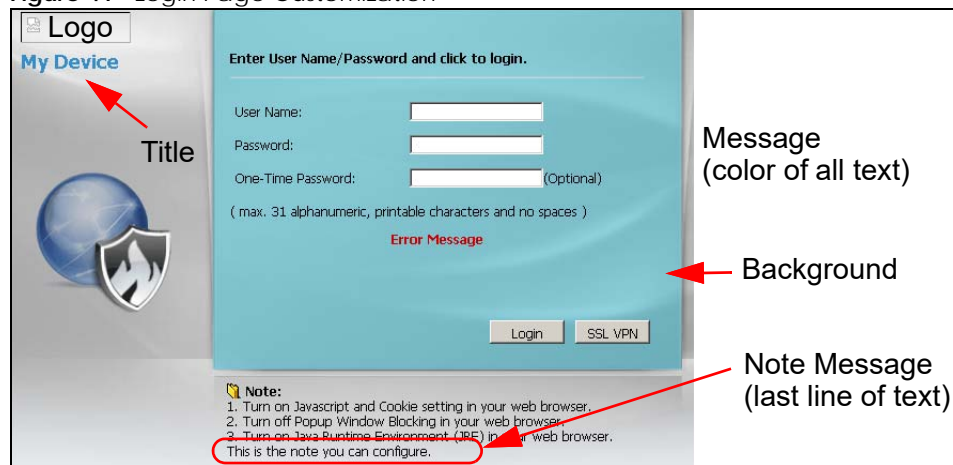 Logo
My Device
Title
Enter User Name/Password and click to login.
User Name:
Password:
One-Time Password: (Optional)
( max. 31 alphanumeric, printable characters and no spaces )
Error Message
Login SSL VPN
Message
(color of all text)
Background
Note Message
(last line of text)
Note:
1. Turn on Javascript and Cookie setting in your web browser.
2. Turn off Popup Window Blocking in your web browser.
3. Turn on Java Runtime Environment (JRE) in your web browser.
This is the note you can configure.